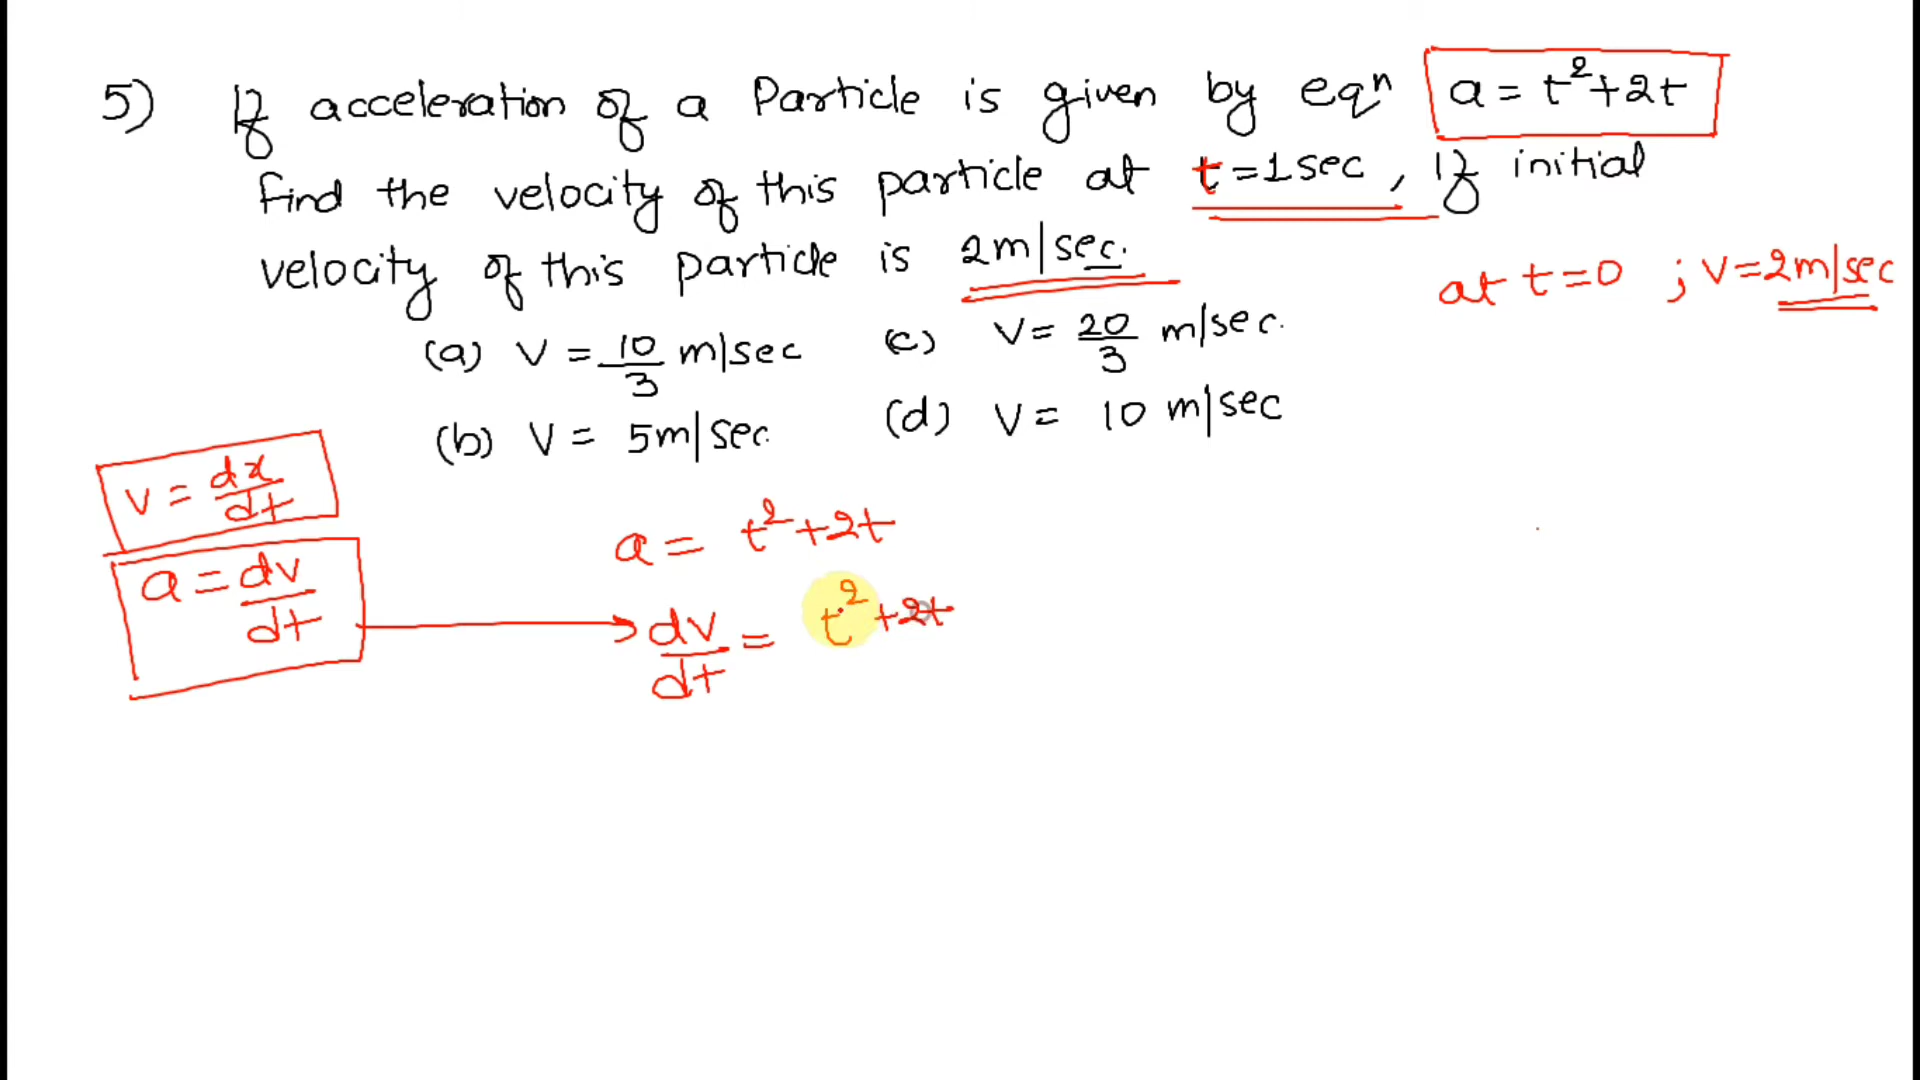 5) If acceleration of a Particle is given by eqn a = t²+2t
find the velocity of this particle at t=1sec, If initial
velocity of this particle is 2m/sec.
at t=0 ; v=2m/sec
(a) V = 10/3 m/sec (c) V= 20/3 m/sec.
(b) V = 5m/sec. (d) V= 10 m/sec
v = dx/dt
a = t²+2t
a = dv/dt
dv/dt = t²+2t